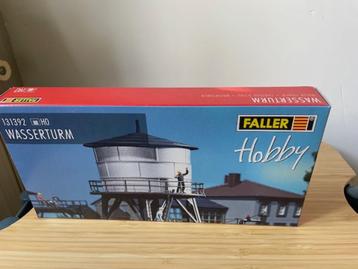 WASSERTURM
131392 H0
WASSERTURM
FALLER
Hobby